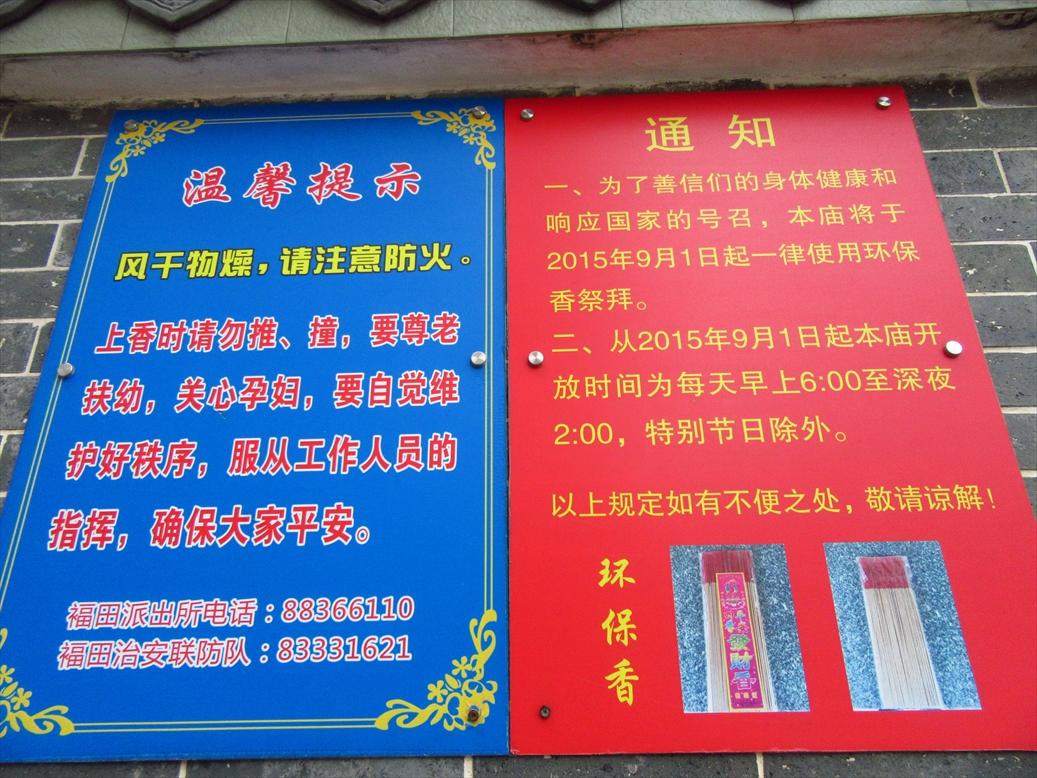 温馨提示
风干物燥，请注意防火。
上香时请勿推、撞，要尊老
扶幼，关心孕妇，要自觉维
护好秩序，服从工作人员的
指挥，确保大家平安。
福田派出所电话：88366110
福田治安联防队：83331621
通知
一、为了善信们的身体健康和
响应国家的号召，本庙将于
2015年9月1日起一律使用环保
香祭拜。
二、从2015年9月1日起本庙开
放时间为每天早上6:00至深夜
2:00，特别节日除外。
以上规定如有不便之处，敬请谅解！
环保香
發財香